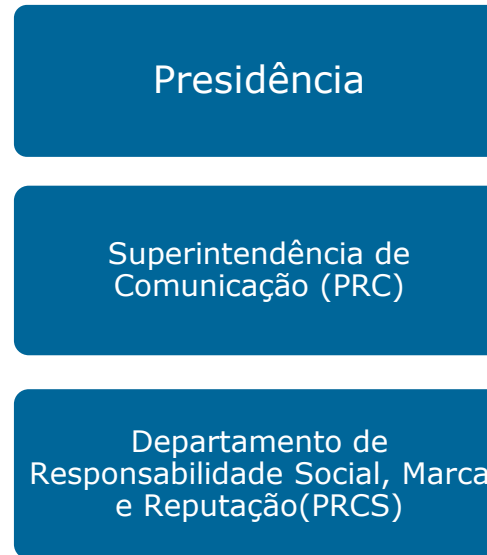 Presidência
Superintendência de
Comunicação (PRC)
Departamento de
Responsabilidade Social, Marca
e Reputação(PRCS)